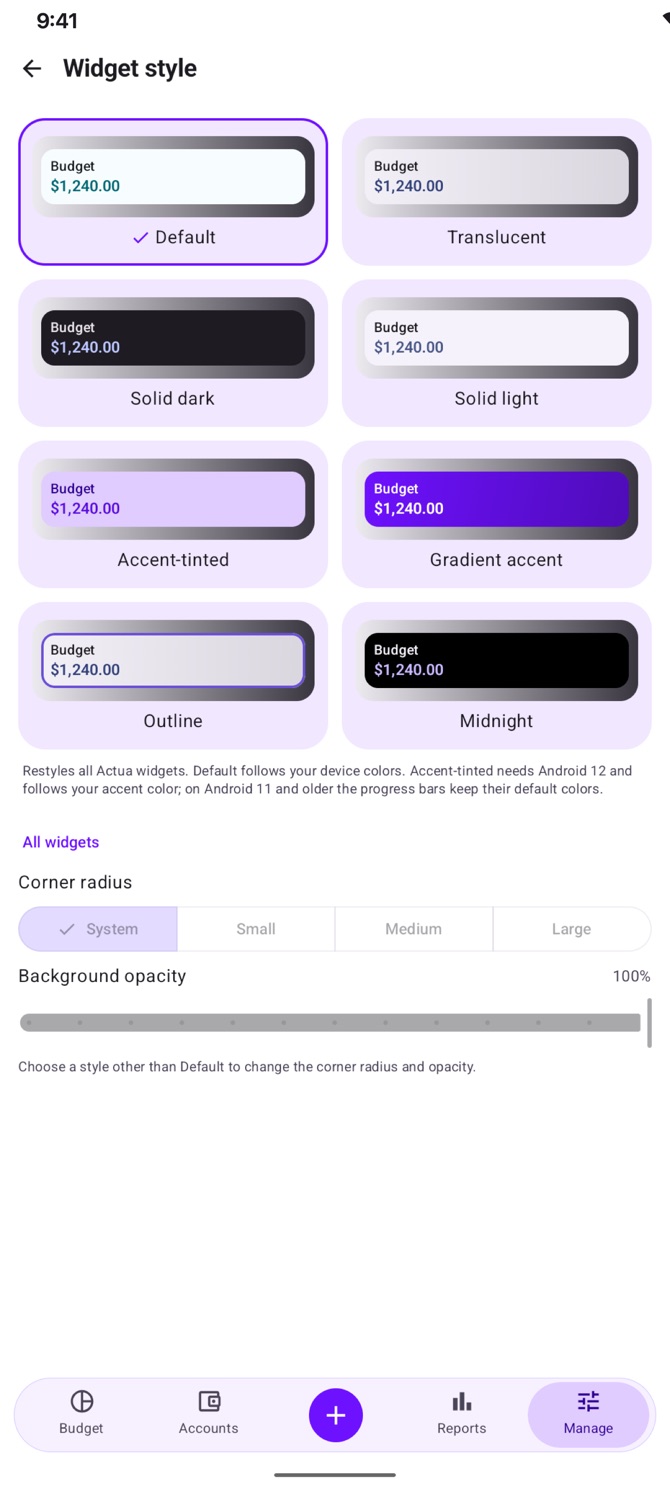 9:41
Widget style
Budget
$1,240.00
Default
Budget
$1,240.00
Translucent
Budget
$1,240.00
Solid dark
Budget
$1,240.00
Solid light
Budget
$1,240.00
Accent-tinted
Budget
$1,240.00
Gradient accent
Budget
$1,240.00
Outline
Budget
$1,240.00
Midnight
Restyles all Actua widgets. Default follows your device colors. Accent-tinted needs Android 12 and
follows your accent color; on Android 11 and older the progress bars keep their default colors.
All widgets
Corner radius
System
Small
Medium
Large
Background opacity
100%
Choose a style other than Default to change the corner radius and opacity.
Budget
Accounts
Reports
Manage